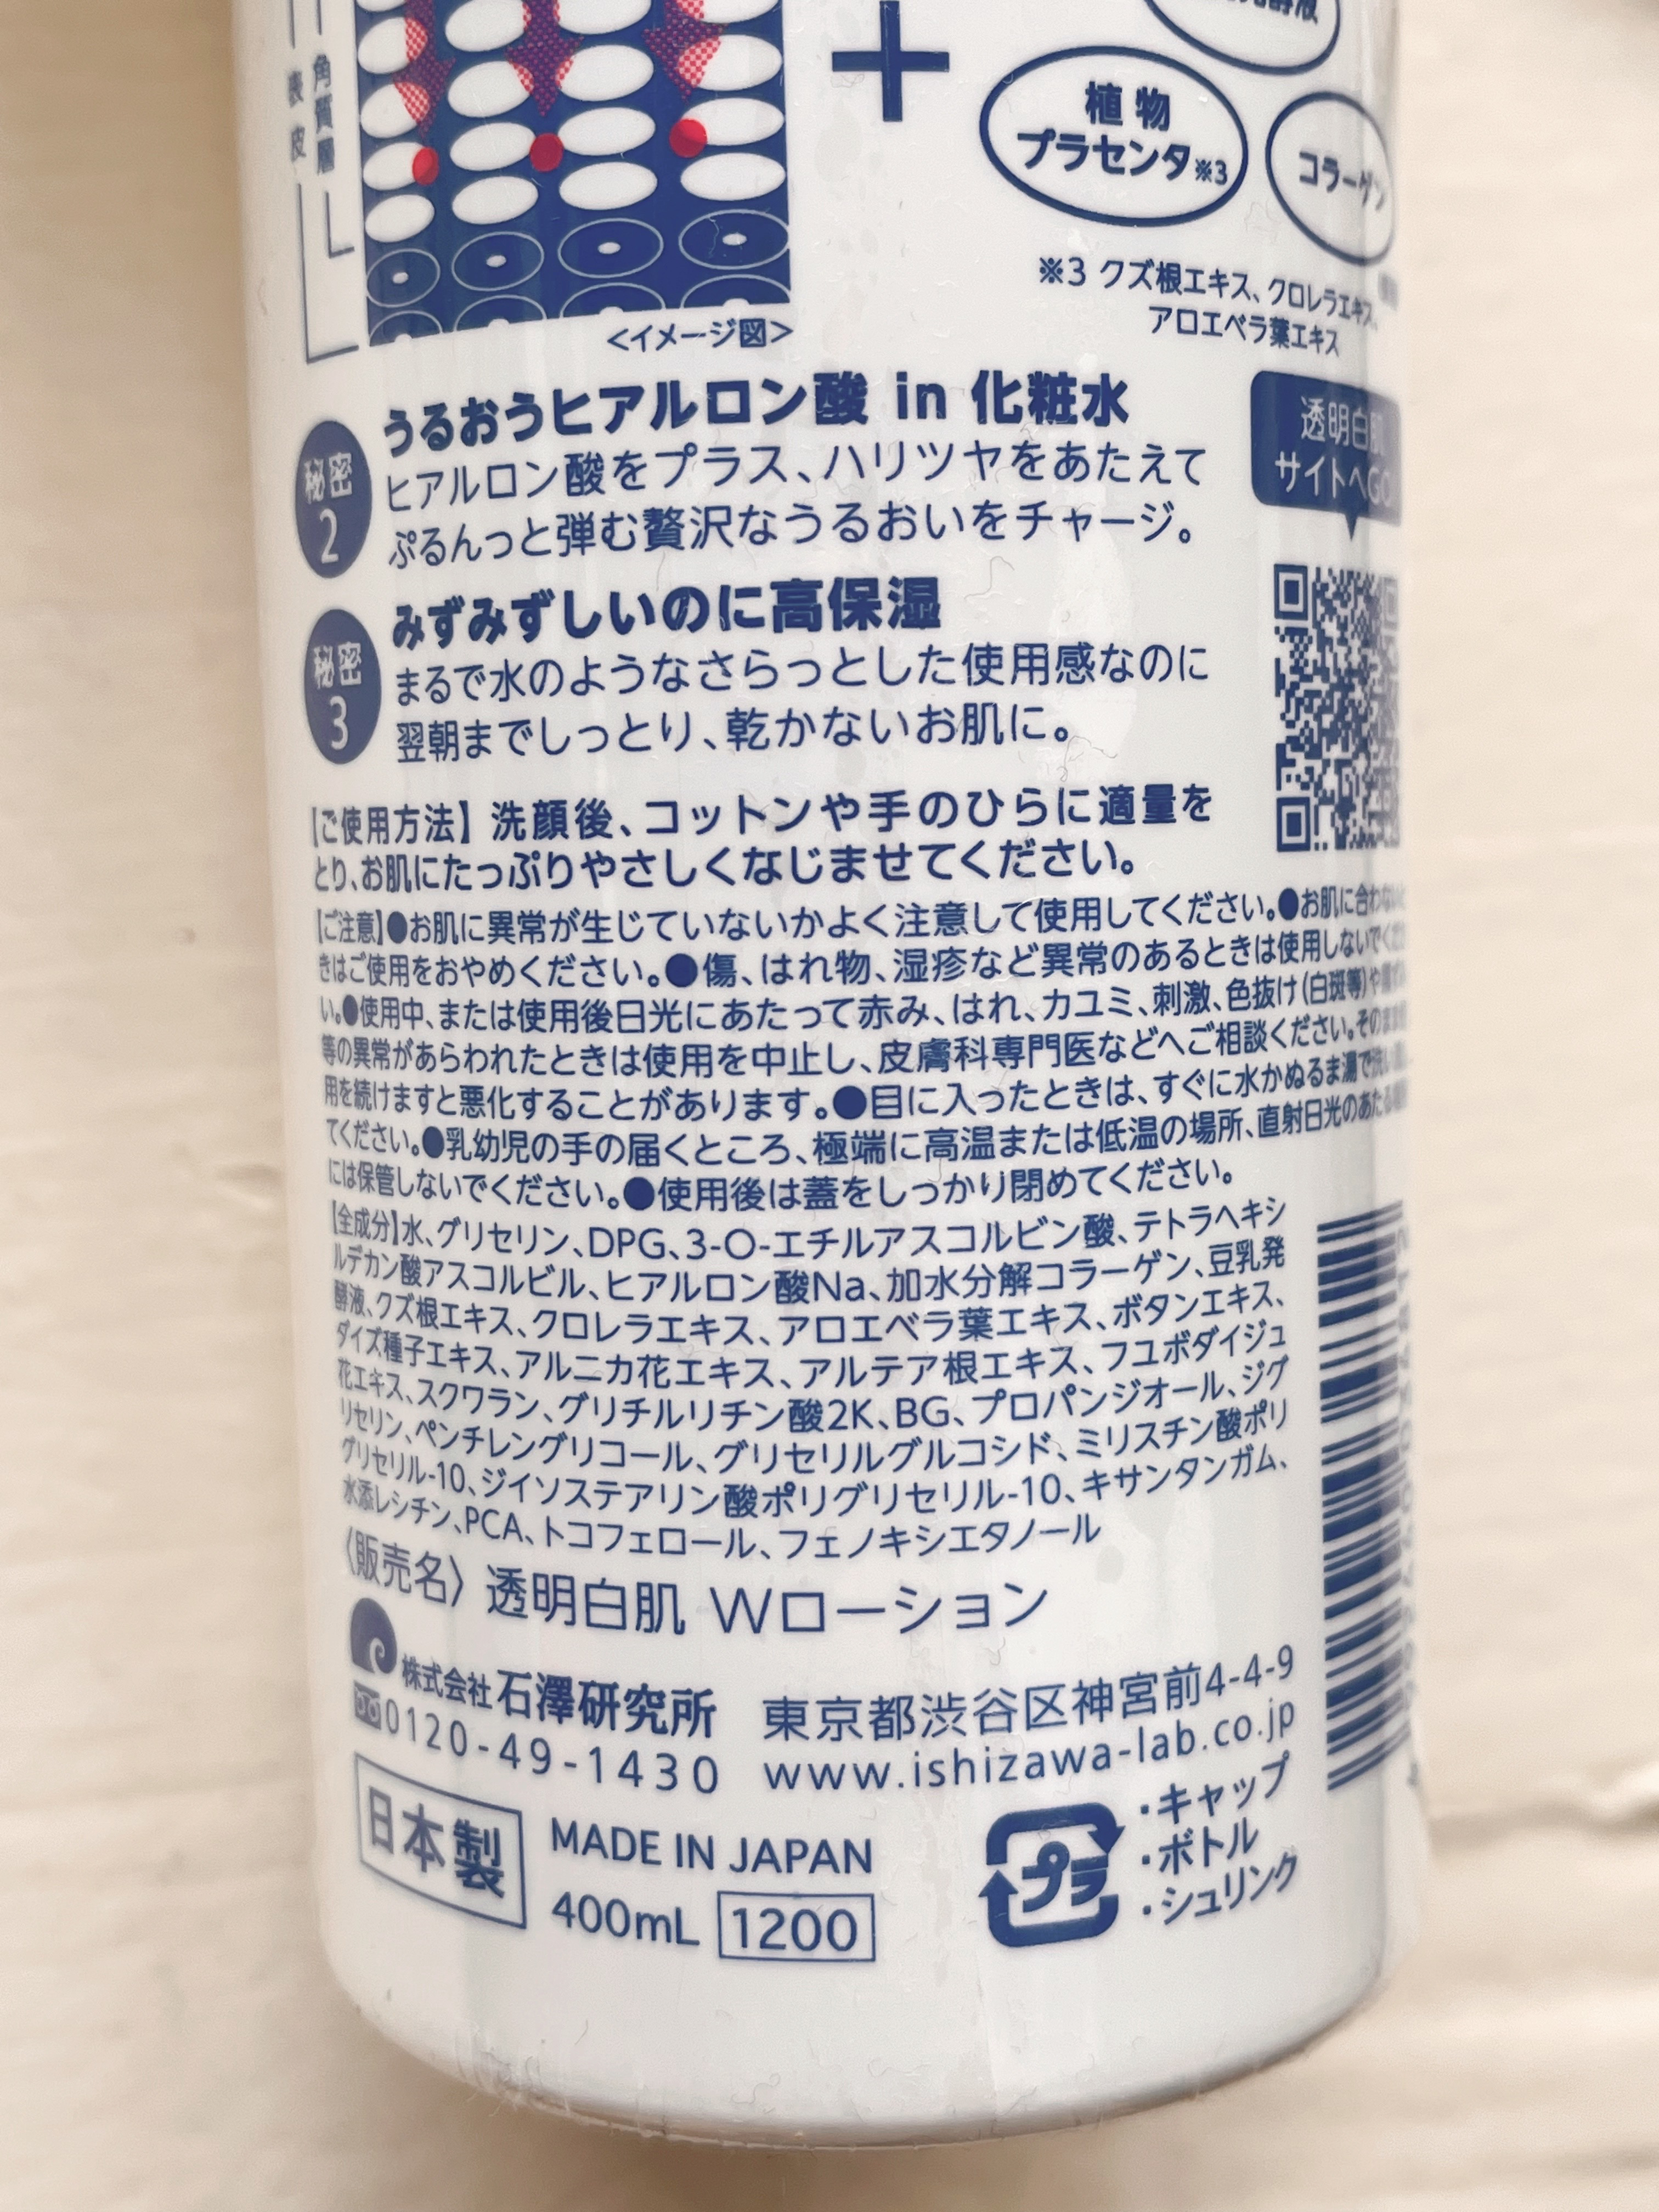 角質層
表皮
酵液
植物
プラセンタ※3
コラーゲン
※3 クズ根エキス、クロレラエキス、
アロエベラ葉エキス
<イメージ図>
秘密
2
うるおうヒアルロン酸 in 化粧水
ヒアルロン酸をプラス、ハリツヤをあたえて
ぷるんっと弾む贅沢なうるおいをチャージ。
透明白肌
サイトへGO
秘密
3
みずみずしいのに高保湿
まるで水のようなさらっとした使用感なのに
翌朝までしっとり、乾かないお肌に。
【ご使用方法】洗顔後、コットンや手のひらに適量を
とり、お肌にたっぷりやさしくなじませてください。
【ご注意】●お肌に異常が生じていないかよく注意して使用してください。●お肌に合わない
きはご使用をおやめください。●傷、はれ物、湿疹など異常のあるときは使用しないでくださ
い。●使用中、または使用後日光にあたって赤み、はれ、カユミ、刺激、色抜け(白斑等)や
等の異常があらわれたときは使用を中止し、皮膚科専門医などへご相談ください。そのまま
用を続けますと悪化することがあります。●目に入ったときは、すぐに水かぬるま湯で洗い
てください。●乳幼児の手の届くところ、極端に高温または低温の場所、直射日光のあたる
には保管しないでください。●使用後は蓋をしっかり閉めてください。
【全成分】水、グリセリン、DPG、3-O-エチルアスコルビン酸、テトラヘキシ
ルデカン酸アスコルビル、ヒアルロン酸Na、加水分解コラーゲン、豆乳発
酵液、クズ根エキス、クロレラエキス、アロエベラ葉エキス、ボタンエキス、
ダイズ種子エキス、アルニカ花エキス、アルテア根エキス、フユボダイジュ
花エキス、スクワラン、グリチルリチン酸2K、BG、プロパンジオール、ジグ
リセリン、ペンチレングリコール、グリセリルグルコシド、ミリスチン酸ポリ
グリセリル-10、ジイソステアリン酸ポリグリセリル-10、キサンタンガム、
水添レシチン、PCA、トコフェロール、フェノキシエタノール
〈販売名〉透明白肌 Wローション
株式会社石澤研究所 東京都渋谷区神宮前4-4-9
0120-49-1430 www.ishizawa-lab.co.jp
日本製
MADE IN JAPAN
400mL 1200
プラ
・キャップ
・ボトル
・シュリンク